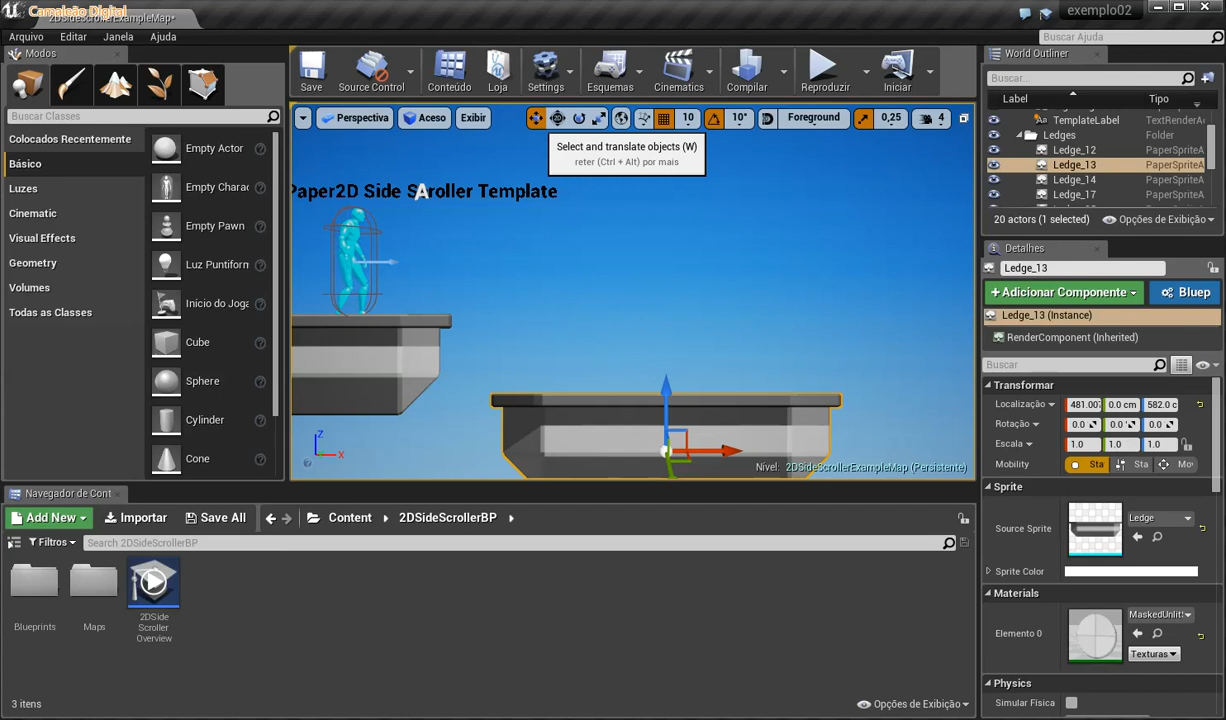 Camaleão Digital
2DSideScrollerExampleMap*
exemplo02
Arquivo Editar Janela Ajuda
Buscar Ajuda
Modos
Buscar Classes
Colocados Recentemente
Básico
Luzes
Cinematic
Visual Effects
Geometry
Volumes
Todas as Classes
Empty Actor
Empty Charac
Empty Pawn
Luz Puntiform
Início do Joga
Cube
Sphere
Cylinder
Cone
Save
Source Control
Conteúdo
Loja
Settings
Esquemas
Cinematics
Compilar
Reproduzir
Iniciar
Perspectiva
Aceso
Exibir
10
10°
Foreground
0,25
4
Select and translate objects (W)
reter (Ctrl + Alt) por mais
Paper2D Side Scroller Template
Z
X
Nível: 2DSideScrollerExampleMap (Persistente)
World Outliner
Buscar...
Label Tipo
TemplateLabel TextRenderA
Ledges Folder
Ledge_12 PaperSpriteA
Ledge_13 PaperSpriteA
Ledge_14 PaperSpriteA
Ledge_17 PaperSpriteA
20 actors (1 selected) Opções de Exibição
Detalhes
Ledge_13
+Adicionar Componente Bluep
Ledge_13 (Instance)
RenderComponent (Inherited)
Buscar
Transformar
Localização 481.007 0.0 cm 582.0 c
Rotação 0.0 0.0 ° 0.0
Escala 1.0 1.0 1.0
Mobility Sta Sta Mo
Sprite
Source Sprite Ledge
Sprite Color
Materials
Elemento 0 MaskedUnlitt
Texturas
Physics
Simular Física
Navegador de Cont
Add New Importar Save All Content 2DSideScrollerBP
Filtros Search 2DSideScrollerBP
Blueprints
Maps
2DSide
Scroller
Overview
3 itens
Opções de Exibição